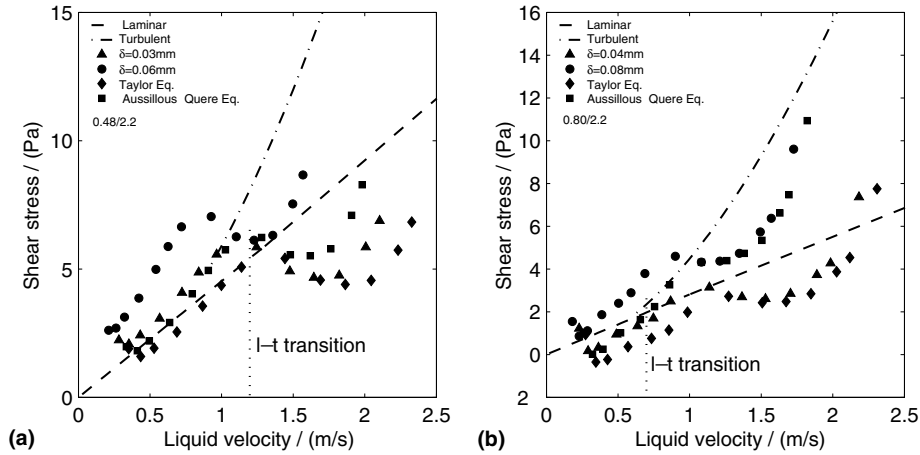 15
10
5
0
0
0.5
1
1.5
2
2.5
Shear stress / (Pa)
Liquid velocity / (m/s)
Laminar
Turbulent
δ=0.03mm
δ=0.06mm
Taylor Eq.
Aussillous Quere Eq.
0.48/2.2
l–t transition
(a)
16
14
12
10
8
6
4
2
0
2
0
0.5
1
1.5
2
2.5
Shear stress / (Pa)
Liquid velocity / (m/s)
Laminar
Turbulent
δ=0.04mm
δ=0.08mm
Taylor Eq.
Aussillous Quere Eq.
0.80/2.2
l–t transition
(b)